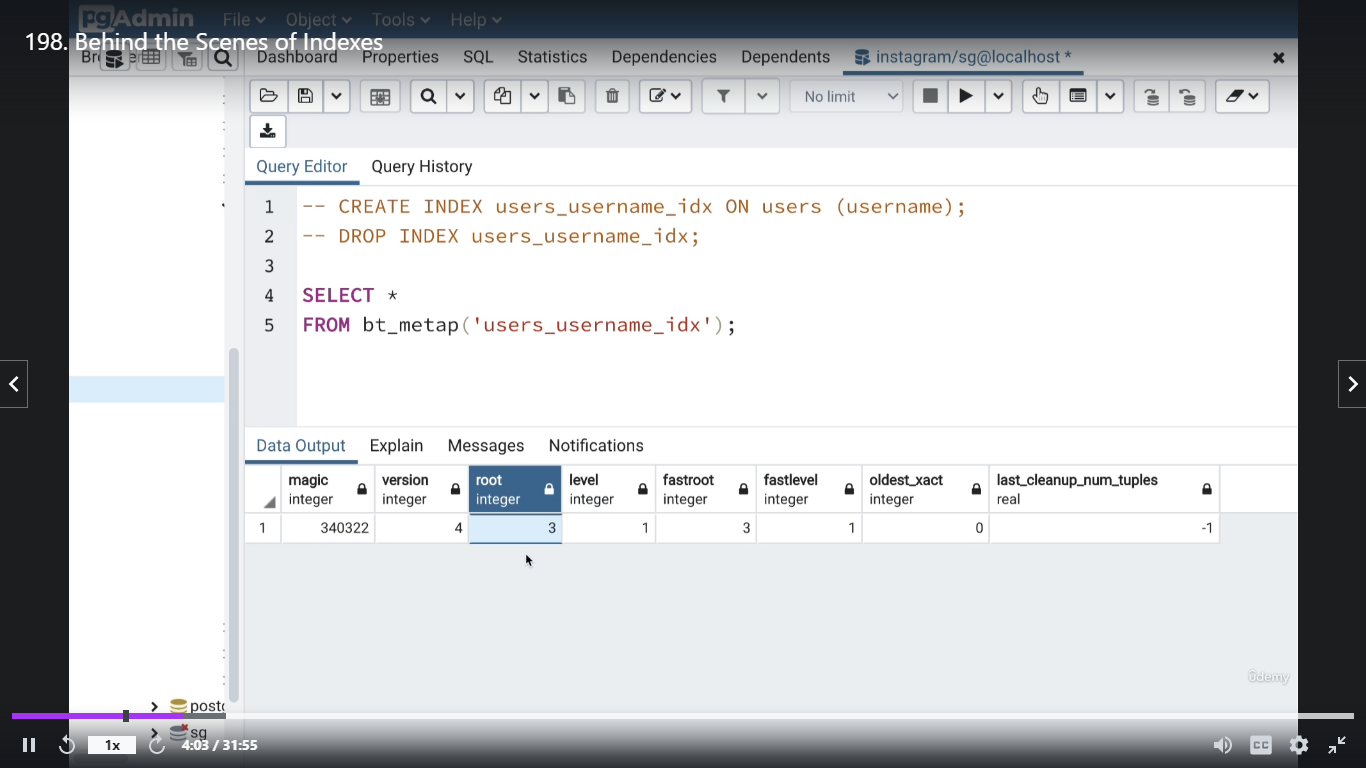 pgAdmin File Object Tools Help
198. Behind the Scenes of Indexes
Dashboard Properties SQL Statistics Dependencies Dependents instagram/sg@localhost *
No limit
Query Editor Query History
1 -- CREATE INDEX users_username_idx ON users (username);
2 -- DROP INDEX users_username_idx;
3
4 SELECT *
5 FROM bt_metap('users_username_idx');
Data Output Explain Messages Notifications
magic version root level fastroot fastlevel oldest_xact last_cleanup_num_tuples
integer integer integer integer integer integer integer real
1 340322 4 3 1 3 1 0 -1
ûdemy
sg
1x 4:03 / 31:55 CC